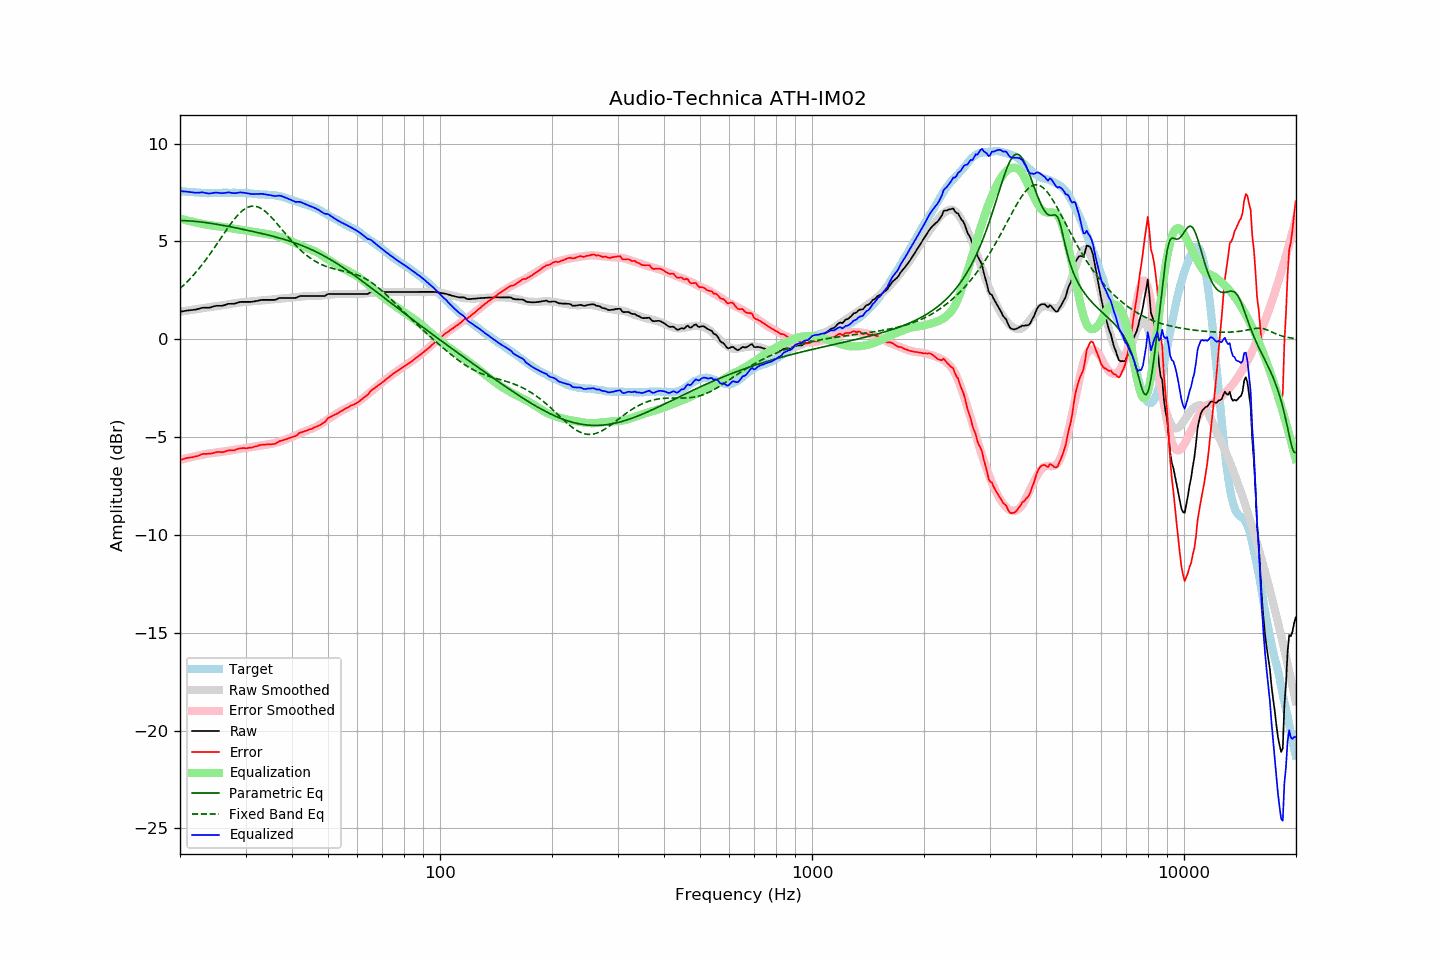 Audio-Technica ATH-IM02
10
5
0
−5
−10
−15
−20
−25
Amplitude (dBr)
Target
Raw Smoothed
Error Smoothed
Raw
Error
Equalization
Parametric Eq
Fixed Band Eq
Equalized
100 1000 10000
Frequency (Hz)